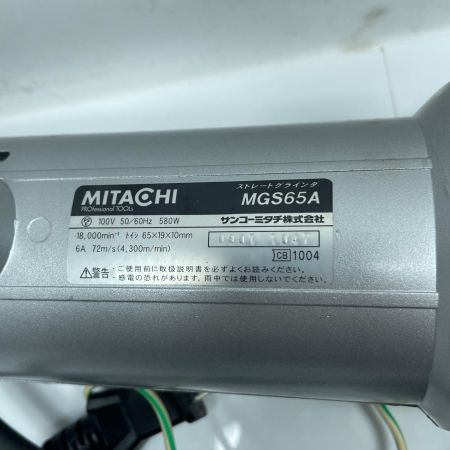 MITACHI
PROfessional TOOLS
ストレートグラインダ
MGS65A
100V 50/60Hz 580W
サンコーミタチ株式会社
18,000min⁻¹ トイシ 65×19×10mm
6A 72m/s(4,300m/min)
CB 1004
⚠警告:ご使用前に取扱説明書を必ずよくお読みください。
感電の恐れがあります。雨中では使用しないでください。